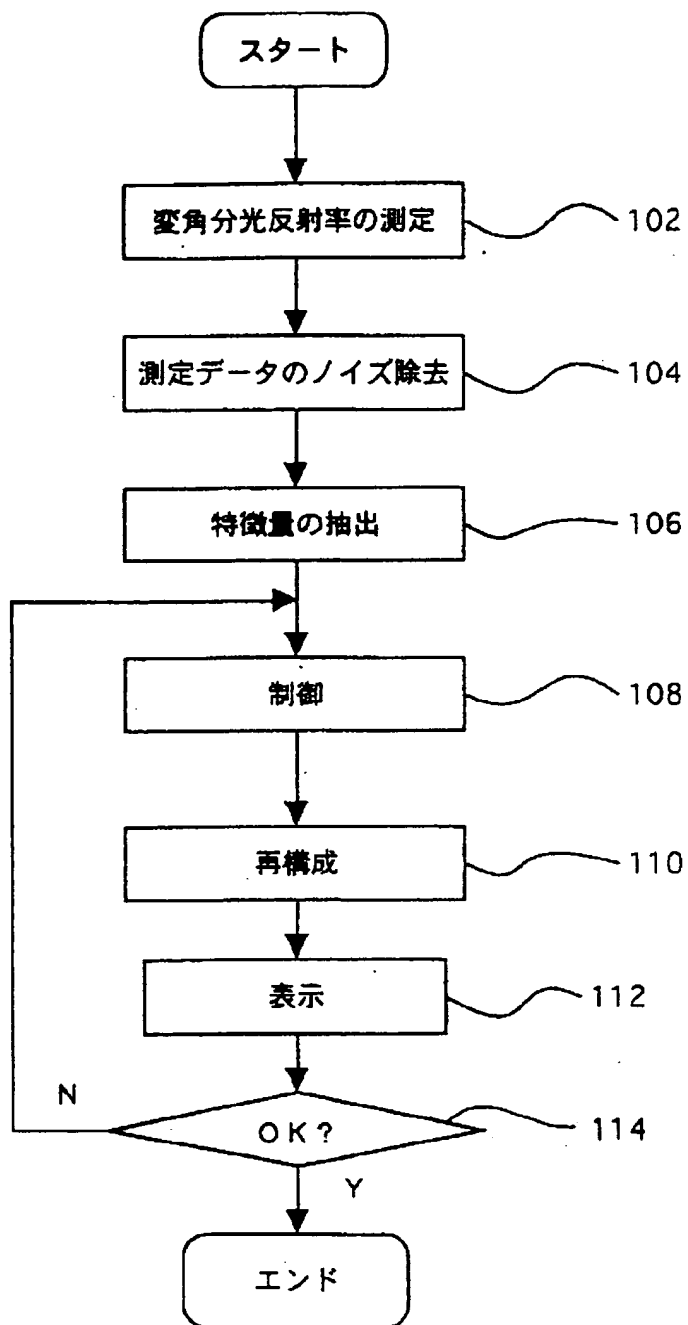 スタート
変角分光反射率の測定
102
測定データのノイズ除去
104
特徴量の抽出
106
制御
108
再構成
110
表示
112
N
OK?
114
Y
エンド